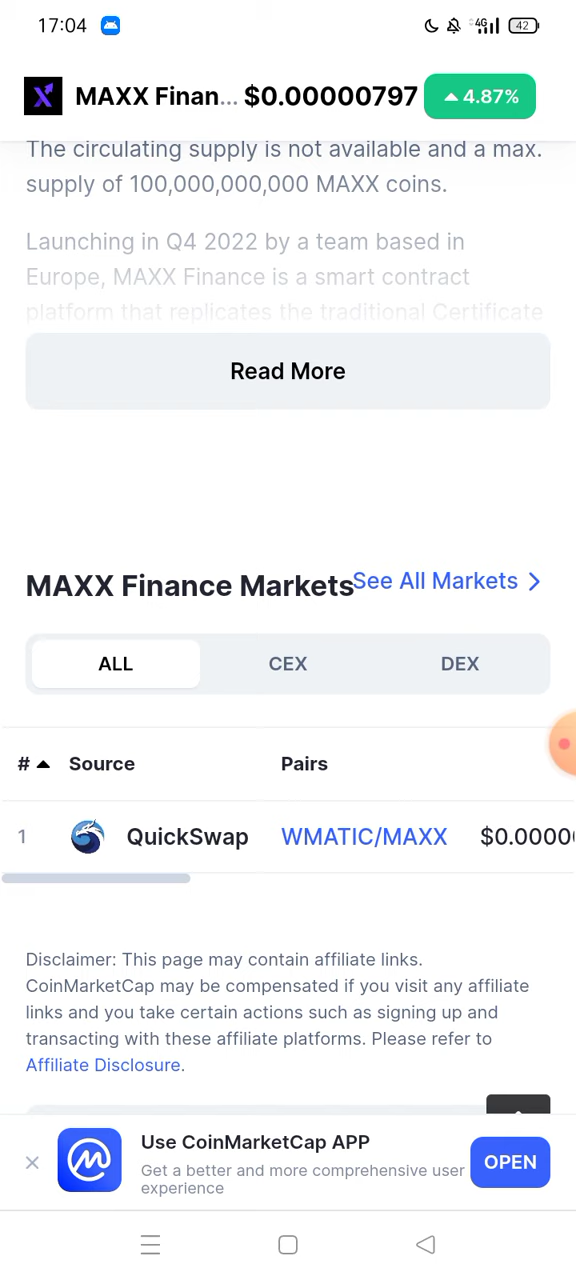 17:04
4G
42
MAXX Finan... $0.00000797 4.87%
The circulating supply is not available and a max.
supply of 100,000,000,000 MAXX coins.
Launching in Q4 2022 by a team based in
Europe, MAXX Finance is a smart contract
platform that replicates the traditional Certificate
Read More
MAXX Finance Markets See All Markets
ALL CEX DEX
# Source Pairs
1 QuickSwap WMATIC/MAXX $0.0000
Disclaimer: This page may contain affiliate links.
CoinMarketCap may be compensated if you visit any affiliate
links and you take certain actions such as signing up and
transacting with these affiliate platforms. Please refer to
Affiliate Disclosure.
Use CoinMarketCap APP
Get a better and more comprehensive user
experience
OPEN